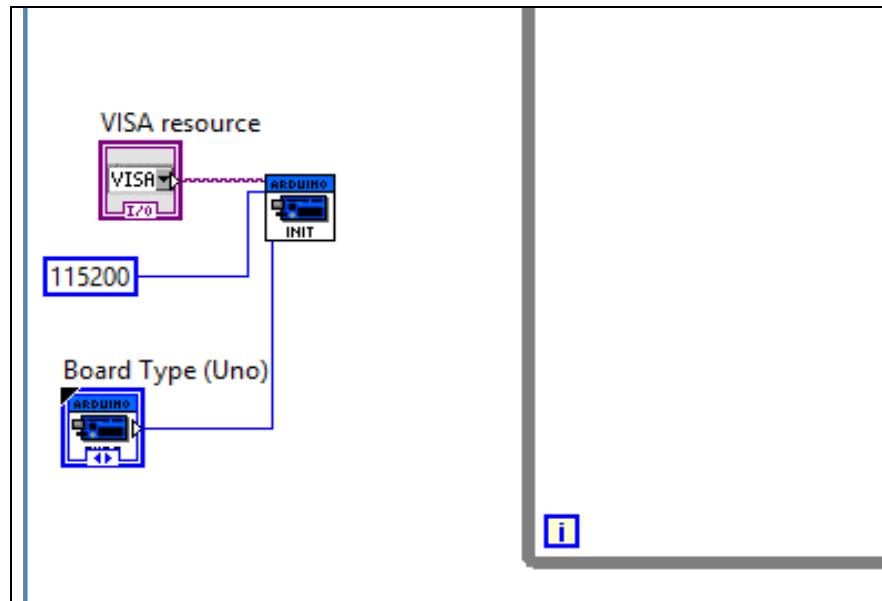 VISA resource
VISA
I/O
ARDUINO
INIT
115200
Board Type (Uno)
ARDUINO
i